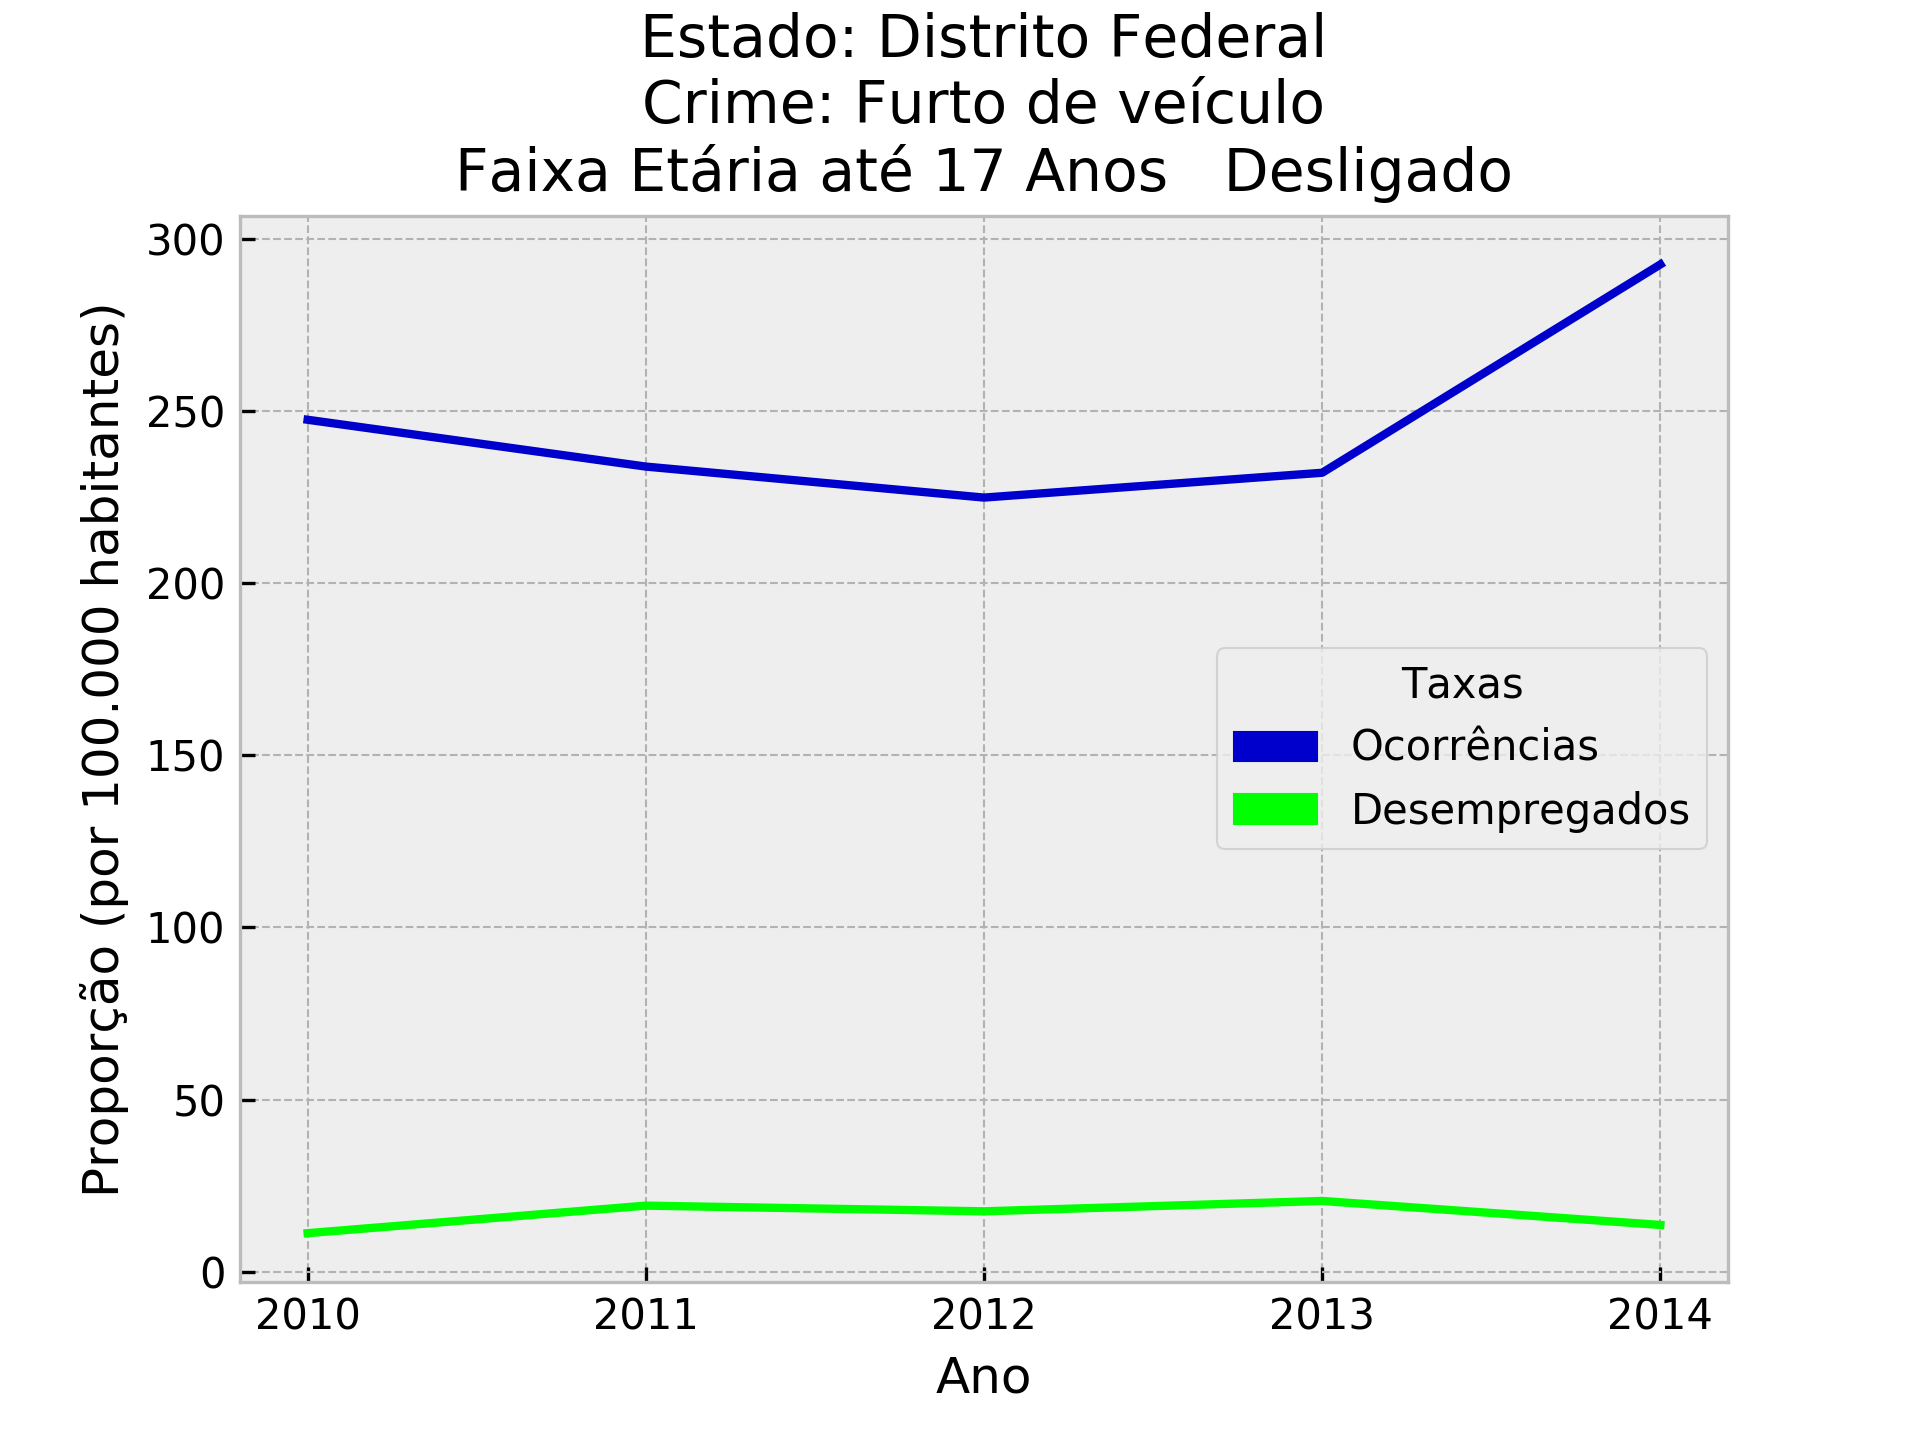 Estado: Distrito Federal
Crime: Furto de veículo
Faixa Etária até 17 Anos   Desligado
Proporção (por 100.000 habitantes)
300
250
200
150
100
50
0
Taxas
Ocorrências
Desempregados
2010 2011 2012 2013 2014
Ano